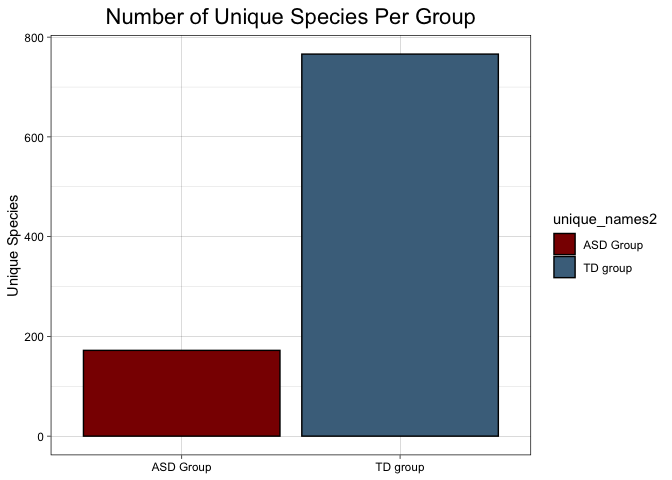 Number of Unique Species Per Group
800
600
400
200
0
Unique Species
ASD Group
TD group
unique_names2
ASD Group
TD group